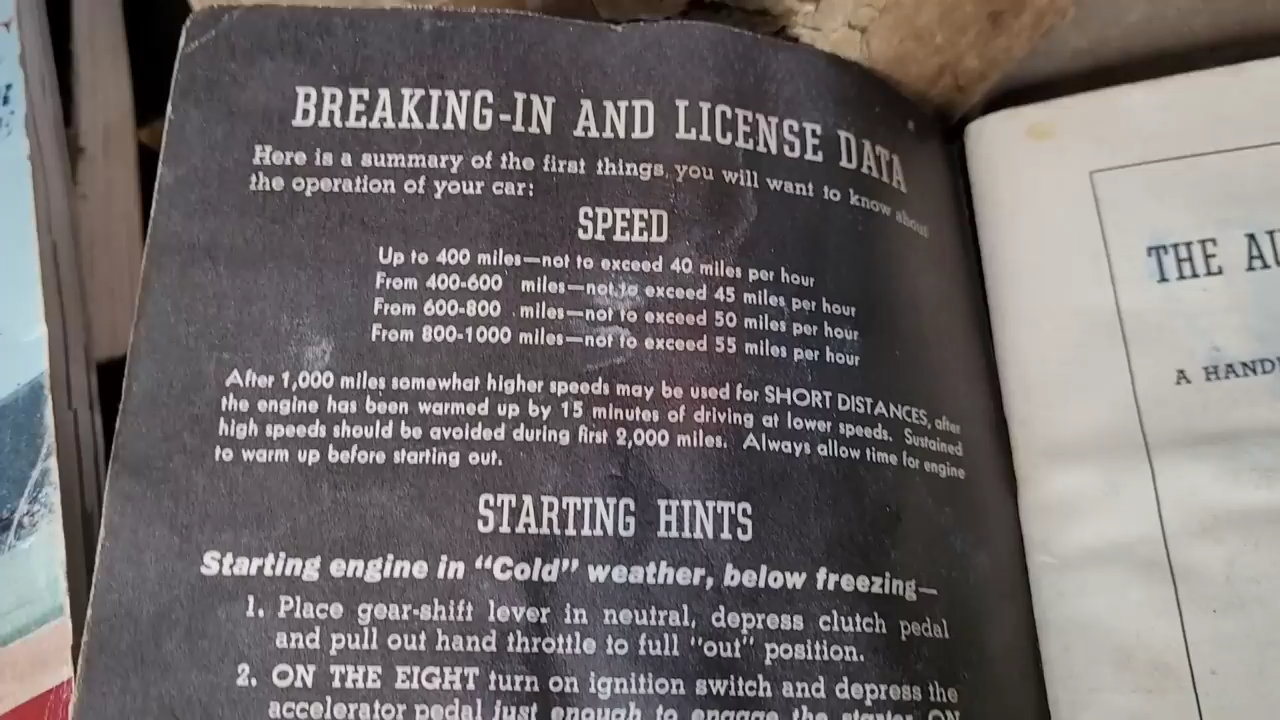 BREAKING-IN AND LICENSE DATA
Here is a summary of the first things you will want to know about
the operation of your car:
SPEED
Up to 400 miles—not to exceed 40 miles per hour
From 400-600 miles—not to exceed 45 miles per hour
From 600-800 miles—not to exceed 50 miles per hour
From 800-1000 miles—not to exceed 55 miles per hour
After 1,000 miles somewhat higher speeds may be used for SHORT DISTANCES, after
the engine has been warmed up by 15 minutes of driving at lower speeds. Sustained
high speeds should be avoided during first 2,000 miles. Always allow time for engine
to warm up before starting out.
STARTING HINTS
Starting engine in "Cold" weather, below freezing—
1. Place gear-shift lever in neutral, depress clutch pedal
and pull out hand throttle to full "out" position.
2. ON THE EIGHT turn on ignition switch and depress the
accelerator pedal just enough to engage the starter ON
THE AU
A HAND